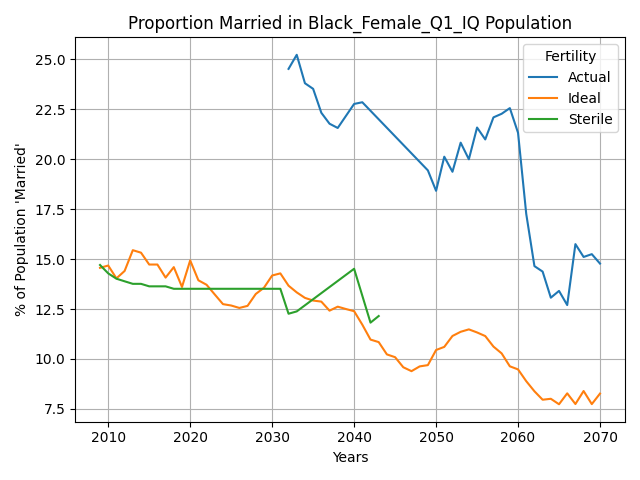 Proportion Married in Black_Female_Q1_IQ Population
% of Population 'Married'
25.0
22.5
20.0
17.5
15.0
12.5
10.0
7.5
Fertility
Actual
Ideal
Sterile
2010 2020 2030 2040 2050 2060 2070
Years